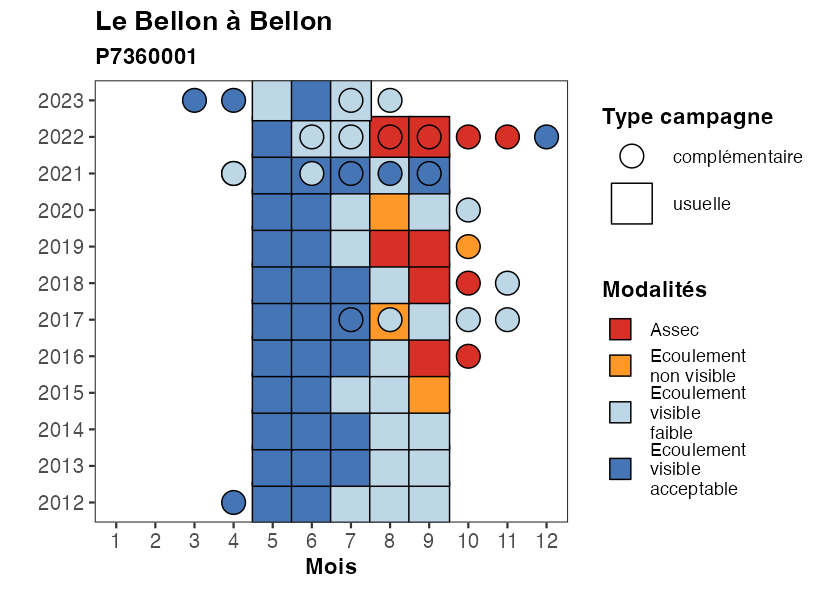 Le Bellon à Bellon
P7360001
2023
2022
2021
2020
2019
2018
2017
2016
2015
2014
2013
2012
1 2 3 4 5 6 7 8 9 10 11 12
Mois
Type campagne
complémentaire
usuelle
Modalités
Assec
Ecoulement
non visible
Ecoulement
visible
faible
Ecoulement
visible
acceptable